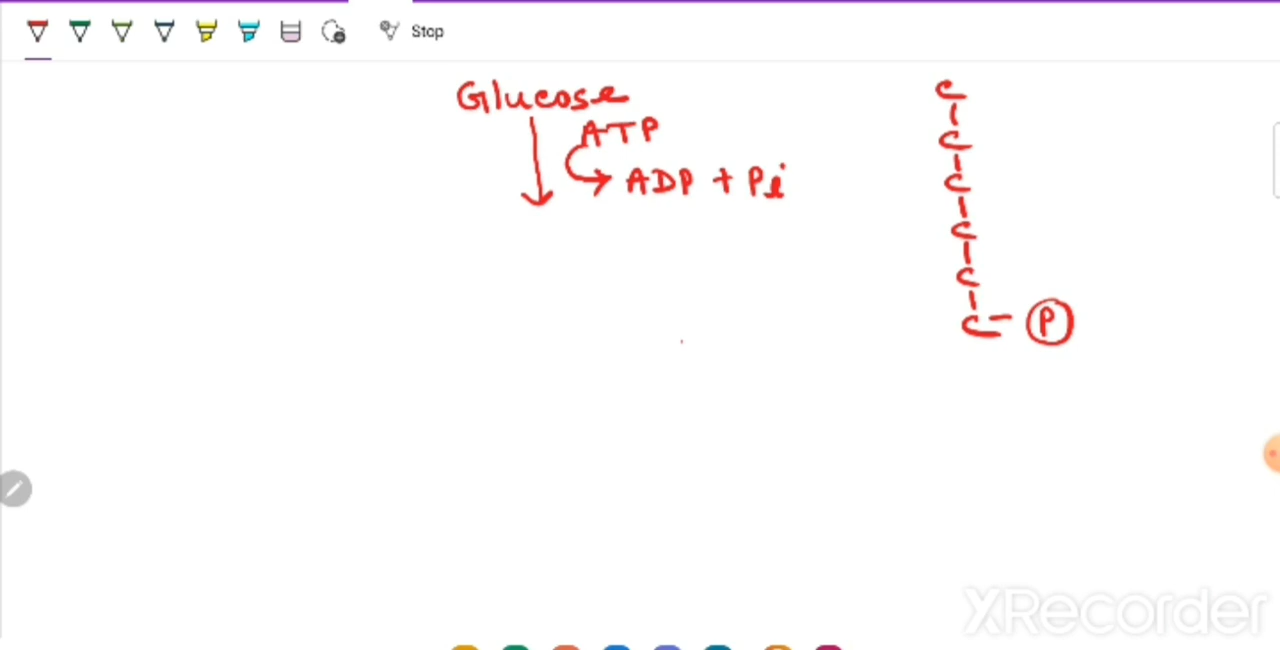 Stop
Glucose
ATP
ADP + Pi
C
C
C
C
C
C - P
XRecorder